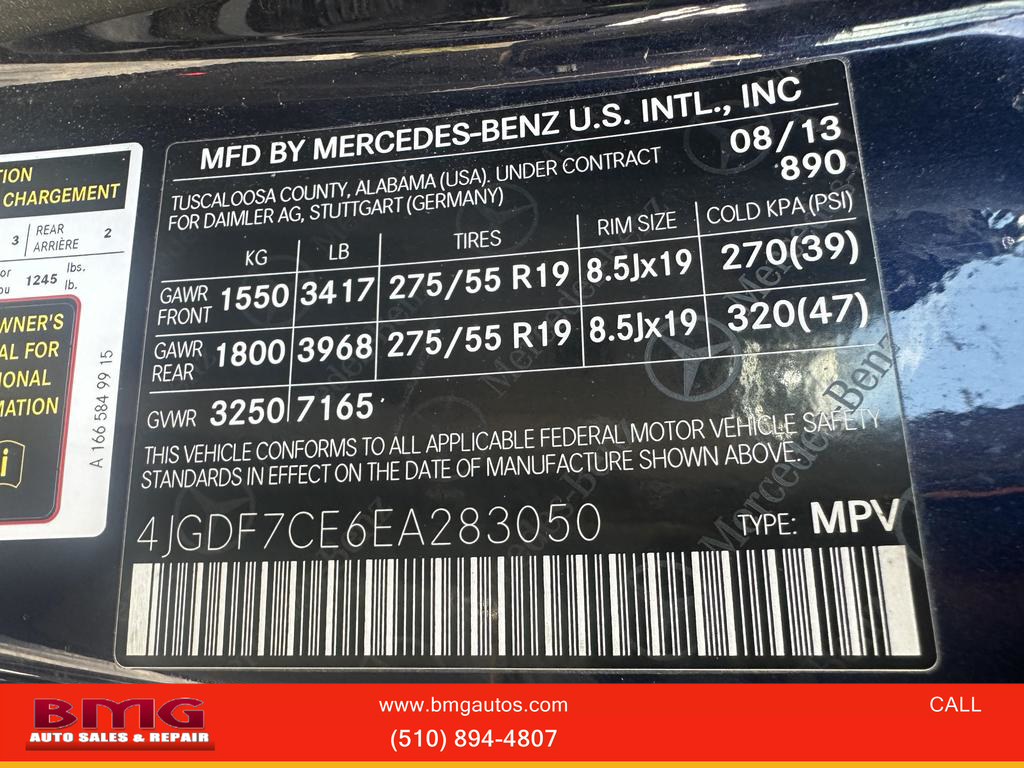 TION
CHARGEMENT
3 REAR ARRIÈRE 2
or
1245 lbs.
lb.
WNER'S
AL FOR
IONAL
MATION
i
A 166 584 99 15
MFD BY MERCEDES-BENZ U.S. INTL., INC
08/13
TUSCALOOSA COUNTY, ALABAMA (USA). UNDER CONTRACT
890
FOR DAIMLER AG, STUTTGART (GERMANY)
KG LB TIRES RIM SIZE COLD KPA (PSI)
GAWR FRONT 1550 3417 275/55 R19 8.5Jx19 270(39)
GAWR REAR 1800 3968 275/55 R19 8.5Jx19 320(47)
GVWR 3250 7165
THIS VEHICLE CONFORMS TO ALL APPLICABLE FEDERAL MOTOR VEHICLE SAFETY
STANDARDS IN EFFECT ON THE DATE OF MANUFACTURE SHOWN ABOVE.
4JGDF7CE6EA283050 TYPE: MPV
Mercedes-Benz
BMG
AUTO SALES & REPAIR
www.bmgautos.com
(510) 894-4807
CALL